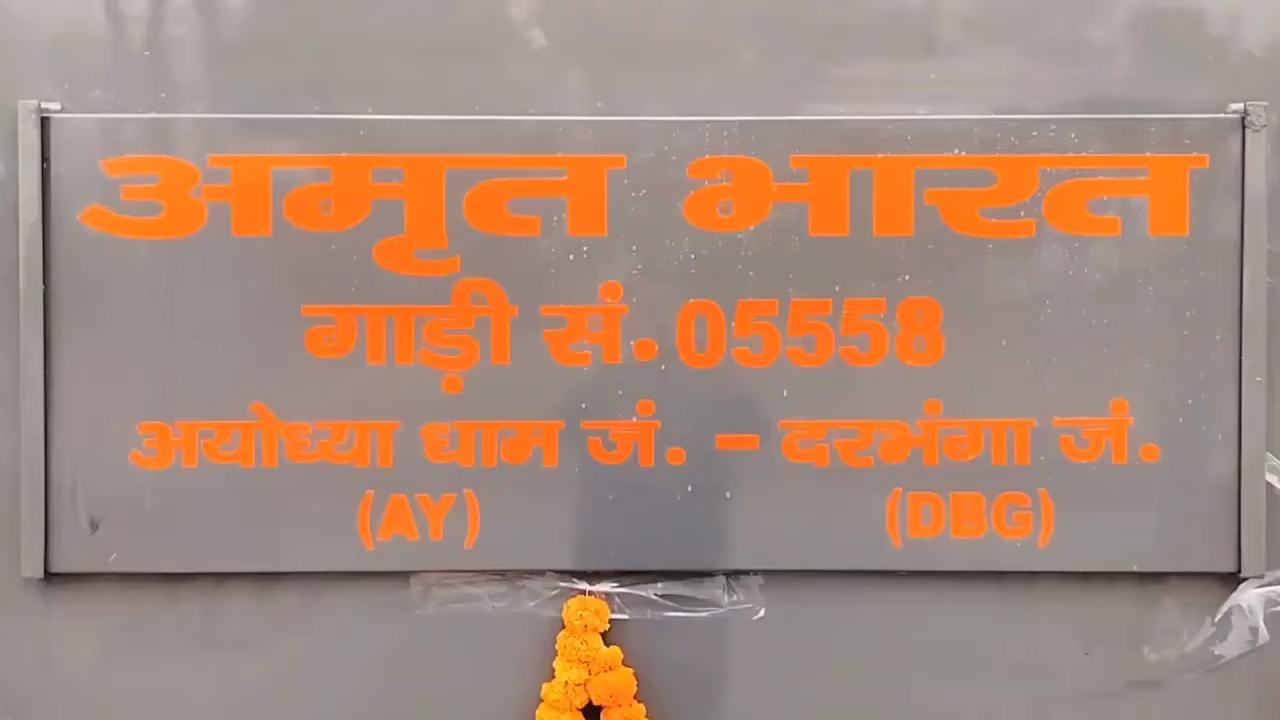 अमृत भारत
गाड़ी सं. 05558
अयोध्या धाम जं. - दरभंगा जं.
(AY) (DBG)